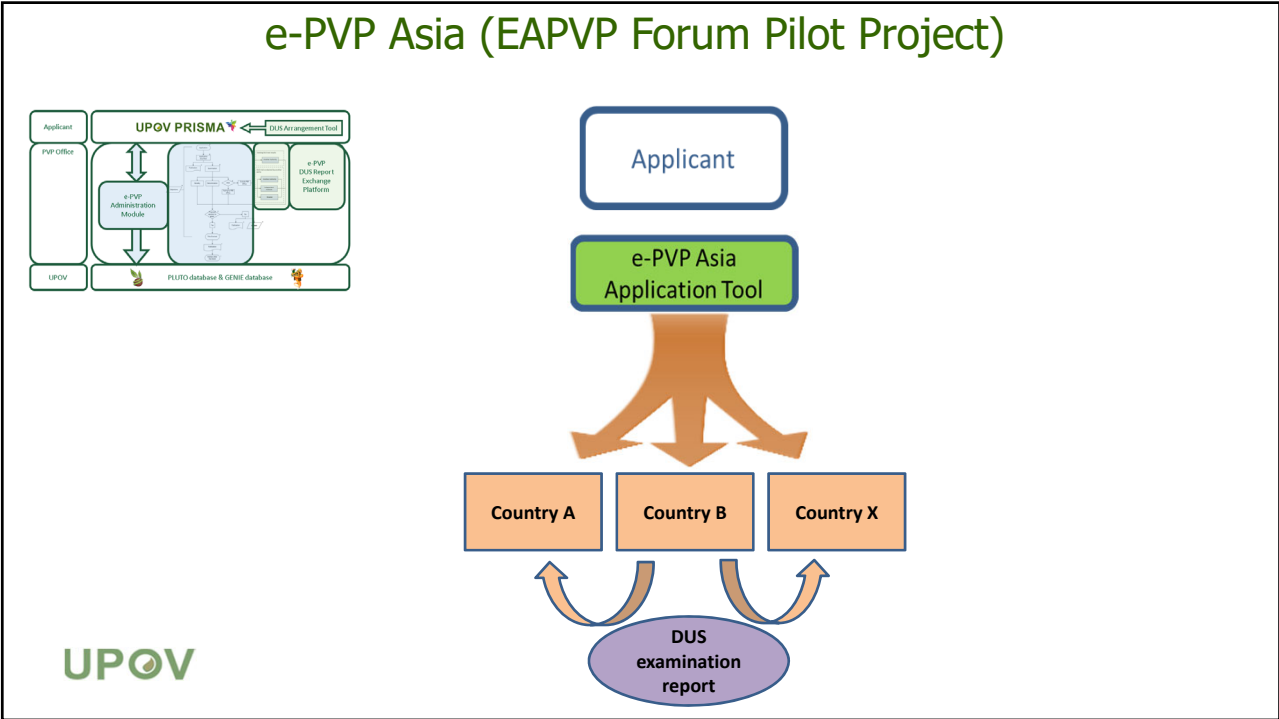 e-PVP Asia (EAPVP Forum Pilot Project)
Applicant
UPOV PRISMA
DUS Arrangement Tool
PVP Office
e-PVP
Administration
Module
e-PVP
DUS Report
Exchange
Platform
UPOV
PLUTO database & GENIE database
Applicant
e-PVP Asia
Application Tool
Country A
Country B
Country X
DUS
examination
report
UPOV